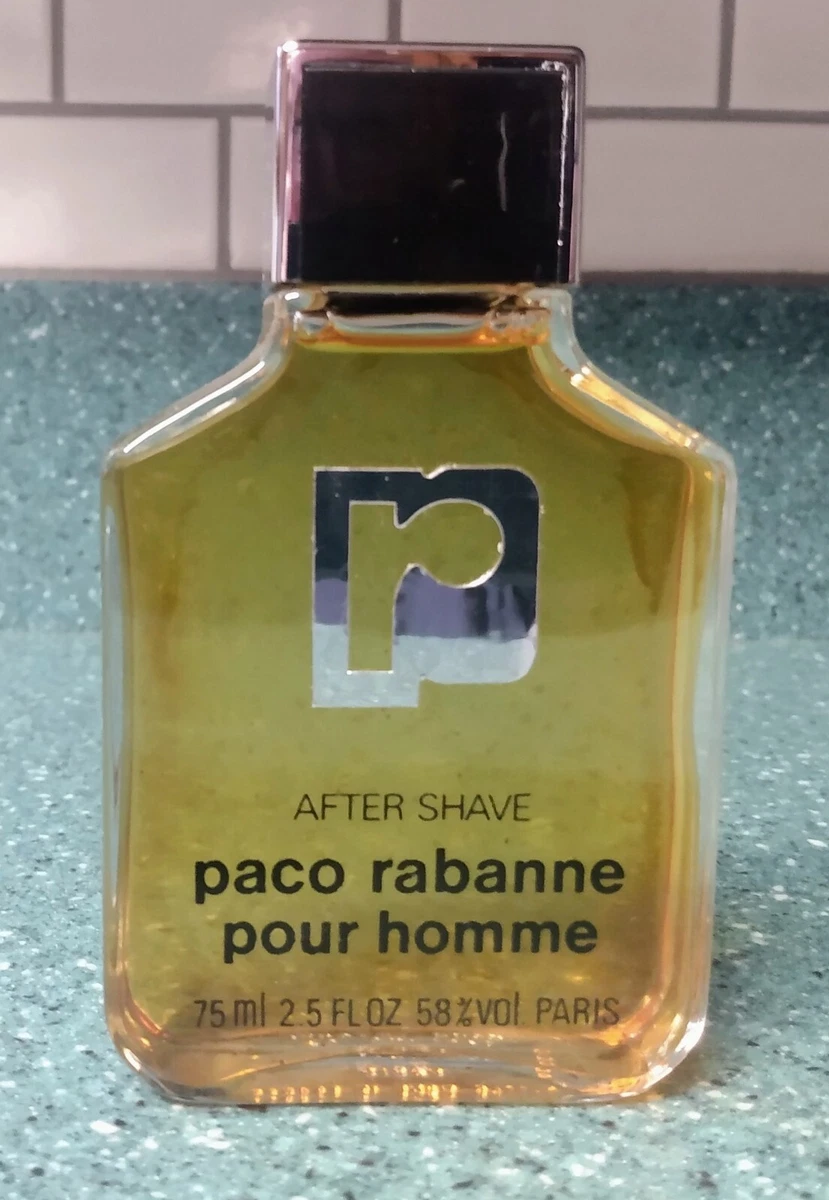 AFTER SHAVE
paco rabanne
pour homme
75 ml 2.5 FL OZ 58%vol. PARIS